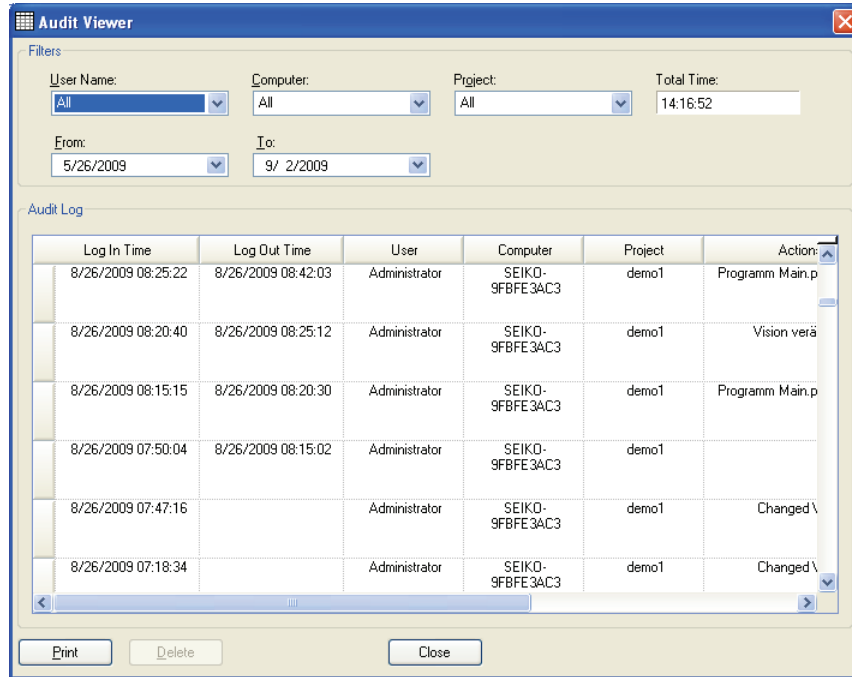 Audit Viewer
Filters
User Name: Computer: Project: Total Time:
All All All 14:16:52
From: To:
5/26/2009 9/ 2/2009
Audit Log
Log In Time Log Out Time User Computer Project Action
8/26/2009 08:25:22 8/26/2009 08:42:03 Administrator SEIKO- demo1 Programm Main.p
9FBFE3AC3
8/26/2009 08:20:40 8/26/2009 08:25:12 Administrator SEIKO- demo1 Vision verä
9FBFE3AC3
8/26/2009 08:15:15 8/26/2009 08:20:30 Administrator SEIKO- demo1 Programm Main.p
9FBFE3AC3
8/26/2009 07:50:04 8/26/2009 08:15:02 Administrator SEIKO- demo1
9FBFE3AC3
8/26/2009 07:47:16 Administrator SEIKO- demo1 Changed \
9FBFE3AC3
8/26/2009 07:18:34 Administrator SEIKO- demo1 Changed \
9FBFE3AC3
Print Delete Close